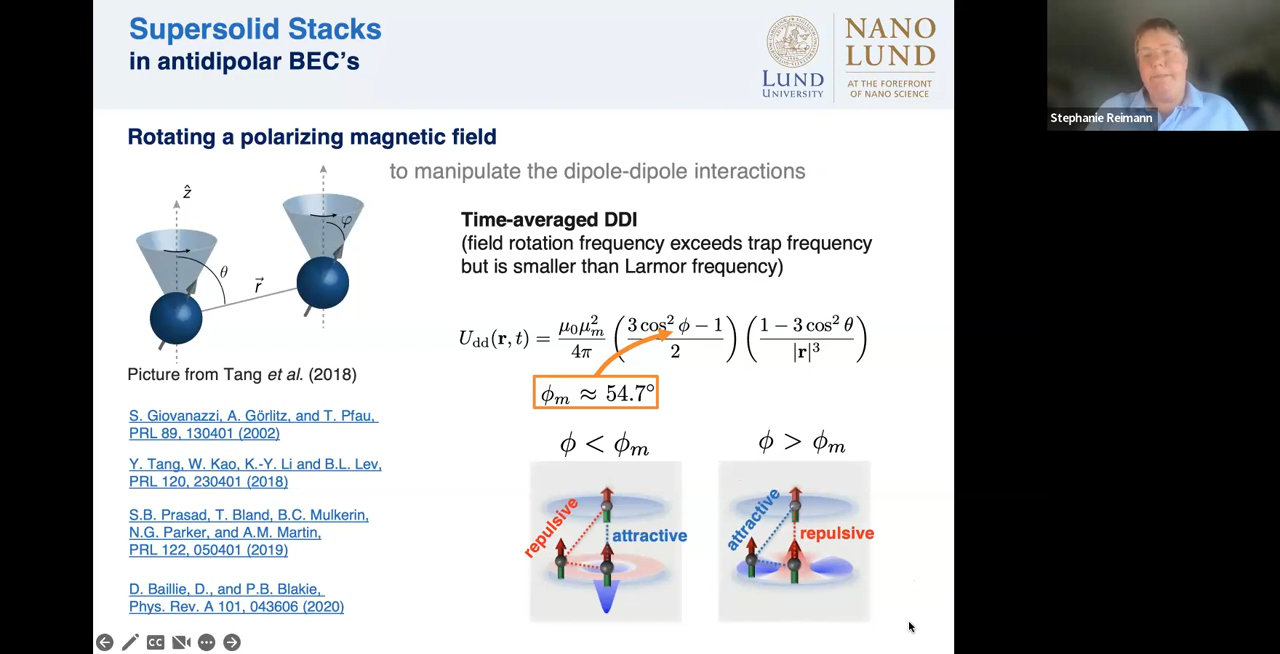 Supersolid Stacks
in antidipolar BEC's
LUND
UNIVERSITY
NANO
LUND
AT THE FOREFRONT
OF NANO SCIENCE
Stephanie Reimann
Rotating a polarizing magnetic field
to manipulate the dipole-dipole interactions
ẑ
φ
θ
r⃗
Picture from Tang et al. (2018)
S. Giovanazzi, A. Görlitz, and T. Pfau,
PRL 89, 130401 (2002)
Y. Tang, W. Kao, K.-Y. Li and B.L. Lev,
PRL 120, 230401 (2018)
S.B. Prasad, T. Bland, B.C. Mulkerin,
N.G. Parker, and A.M. Martin,
PRL 122, 050401 (2019)
D. Baillie, D., and P.B. Blakie,
Phys. Rev. A 101, 043606 (2020)
Time-averaged DDI
(field rotation frequency exceeds trap frequency
but is smaller than Larmor frequency)
U_dd(r, t) = μ₀μ_m²/4π ((3 cos² ϕ − 1)/2) ((1 − 3 cos² θ)/|r|³)
ϕ_m ≈ 54.7°
ϕ < ϕ_m
ϕ > ϕ_m
repulsive
attractive
attractive
repulsive
CC